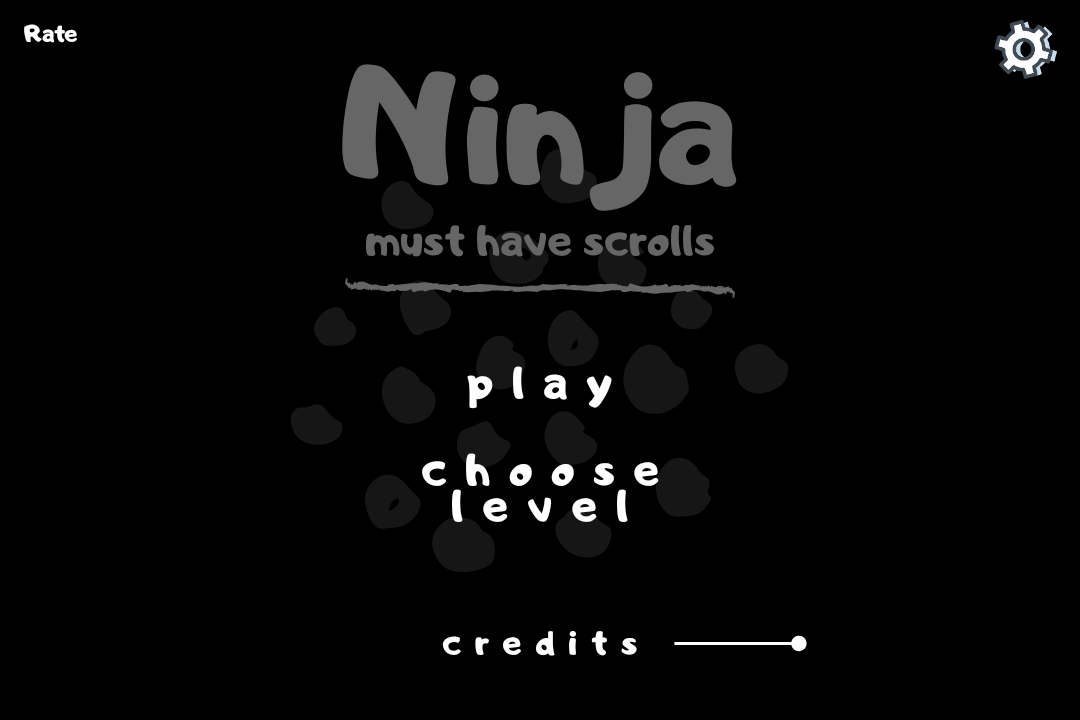 Rate
Ninja
must have scrolls
play
choose
level
credits